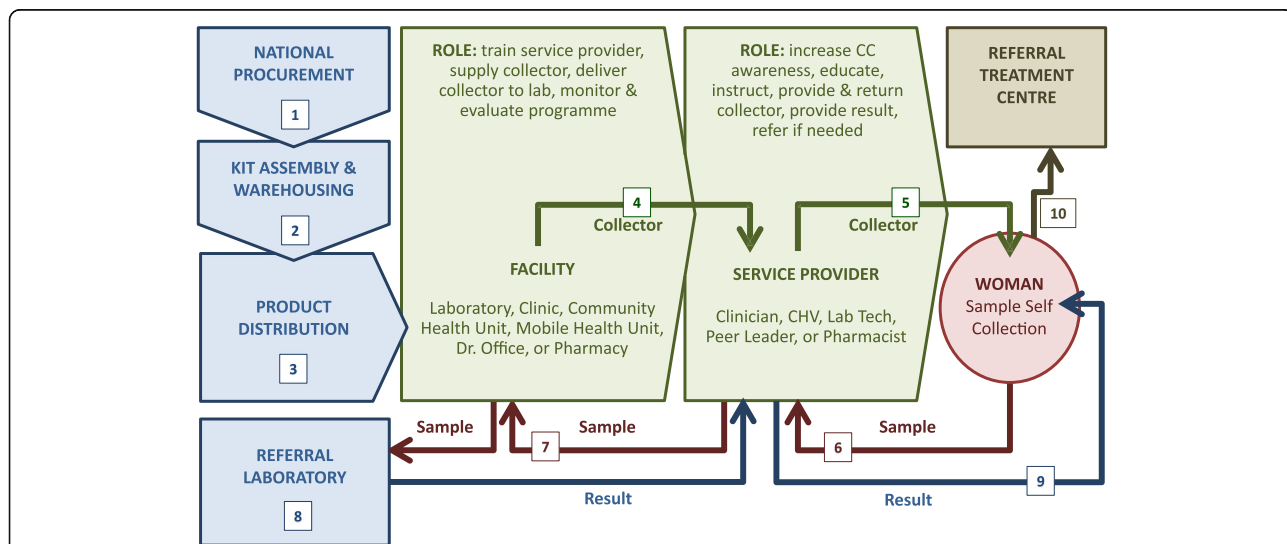 NATIONAL
PROCUREMENT
1
KIT ASSEMBLY &
WAREHOUSING
2
PRODUCT
DISTRIBUTION
3
ROLE: train service provider,
supply collector, deliver
collector to lab, monitor &
evaluate programme
4
Collector
FACILITY
Laboratory, Clinic, Community
Health Unit, Mobile Health Unit,
Dr. Office, or Pharmacy
ROLE: increase CC
awareness, educate,
instruct, provide & return
collector, provide result,
refer if needed
5
Collector
SERVICE PROVIDER
Clinician, CHV, Lab Tech,
Peer Leader, or Pharmacist
REFERRAL
TREATMENT
CENTRE
10
WOMAN
Sample Self
Collection
Sample
7
Sample
6
Sample
REFERRAL
LABORATORY
8
Result
Result
9